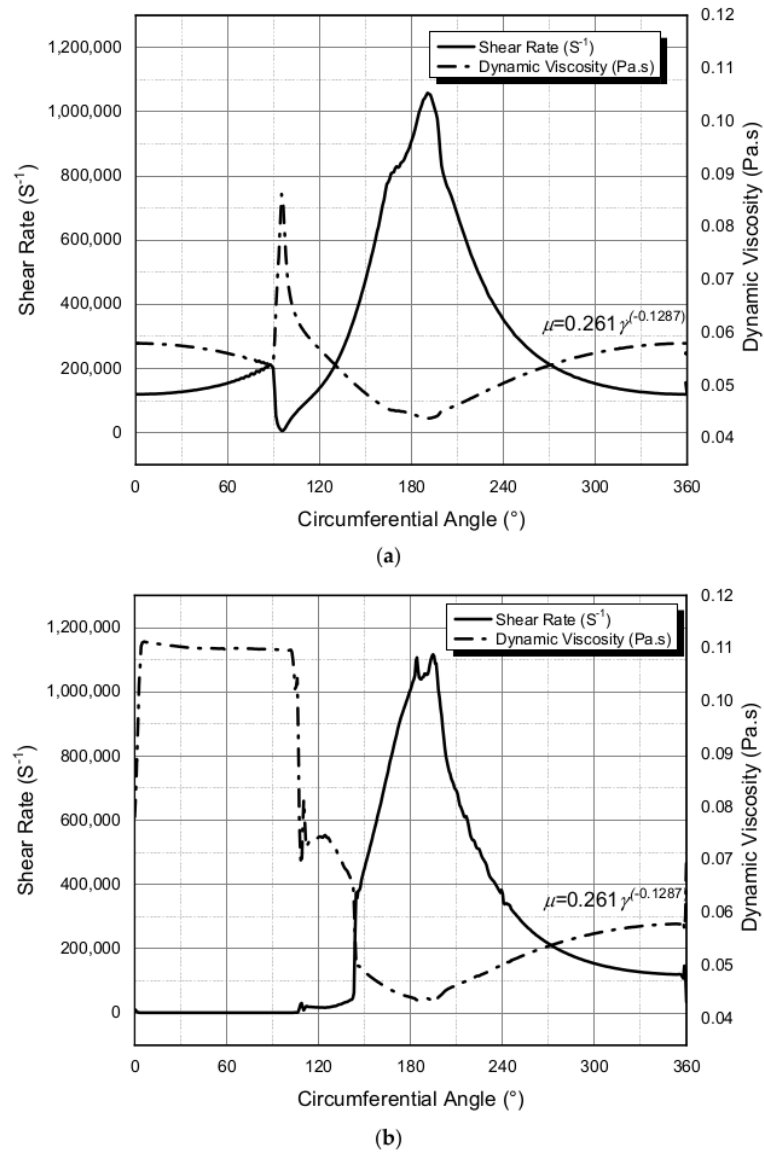 1,200,000
1,000,000
800,000
600,000
400,000
200,000
0
Shear Rate (S⁻¹)
Shear Rate (S⁻¹)
Dynamic Viscosity (Pa.s)
μ=0.261γ^(-0.1287)
0.12
0.11
0.10
0.09
0.08
0.07
0.06
0.05
0.04
Dynamic Viscosity (Pa.s)
0 60 120 180 240 300 360
Circumferential Angle (°)
(a)
1,200,000
1,000,000
800,000
600,000
400,000
200,000
0
Shear Rate (S⁻¹)
Shear Rate (S⁻¹)
Dynamic Viscosity (Pa.s)
μ=0.261γ^(-0.1287)
0.12
0.11
0.10
0.09
0.08
0.07
0.06
0.05
0.04
Dynamic Viscosity (Pa.s)
0 60 120 180 240 300 360
Circumferential Angle (°)
(b)